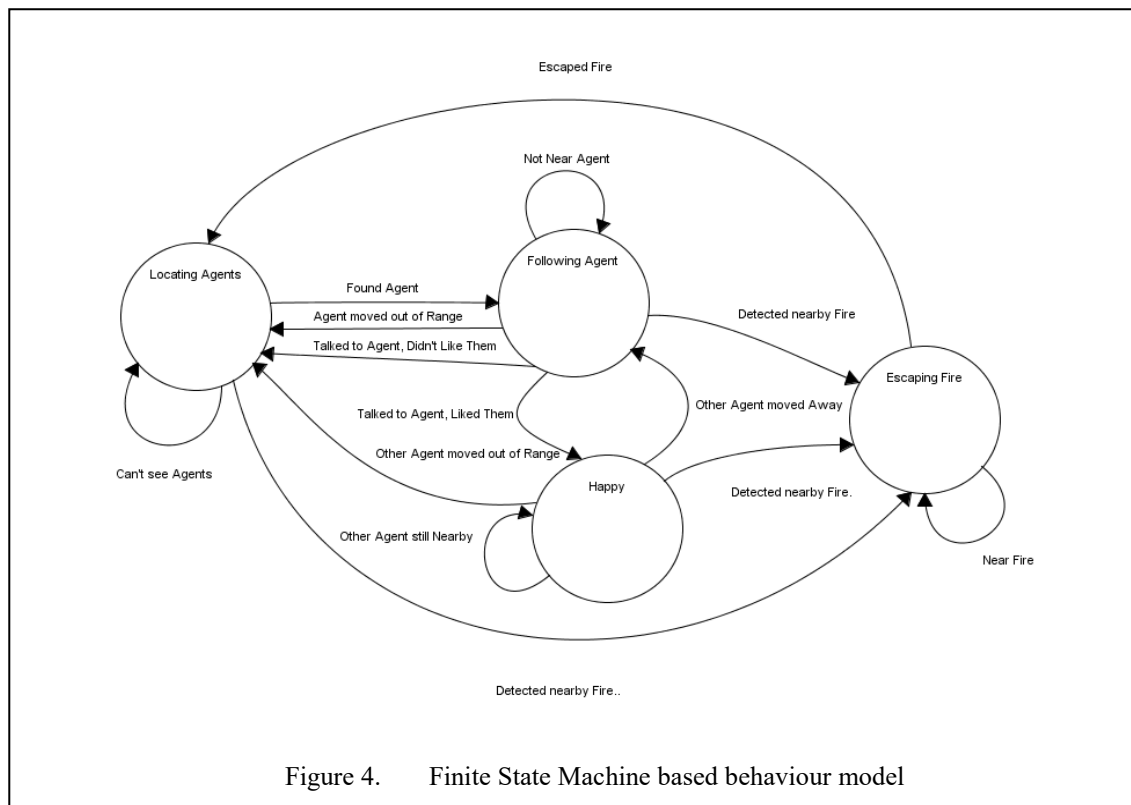 Escaped Fire
Not Near Agent
Locating Agents
Following Agent
Found Agent
Agent moved out of Range
Detected nearby Fire
Talked to Agent, Didn't Like Them
Escaping Fire
Talked to Agent, Liked Them
Other Agent moved Away
Other Agent moved out of Range
Can't see Agents
Happy
Detected nearby Fire.
Other Agent still Nearby
Near Fire
Detected nearby Fire..
Figure 4. Finite State Machine based behaviour model